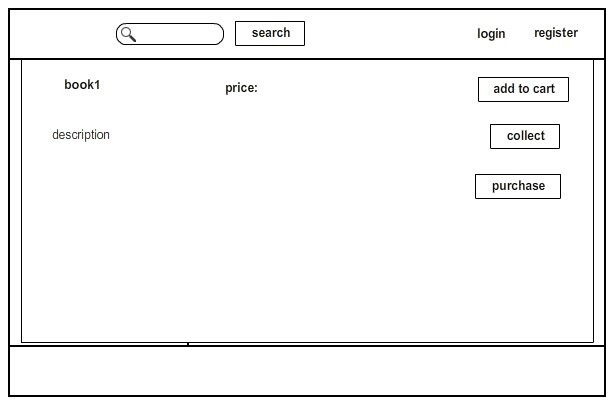 search
login
register
book1
price:
add to cart
description
collect
purchase